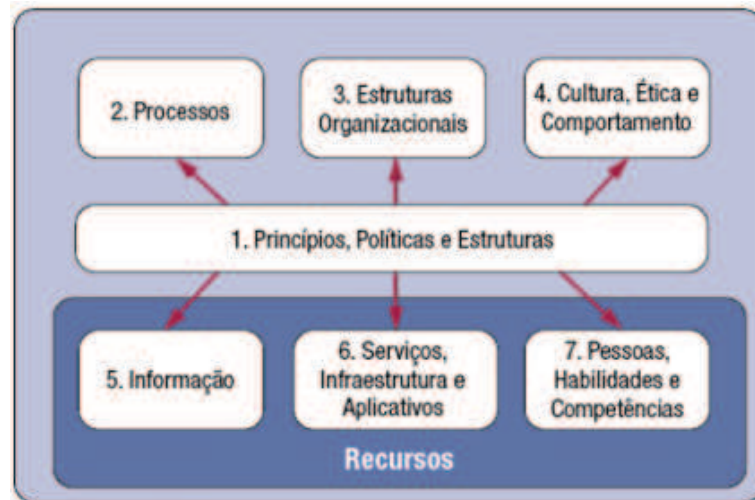 2. Processos
3. Estruturas
Organizacionais
4. Cultura, Ética e
Comportamento
1. Princípios, Políticas e Estruturas
5. Informação
6. Serviços,
Infraestrutura e
Aplicativos
7. Pessoas,
Habilidades e
Competências
Recursos